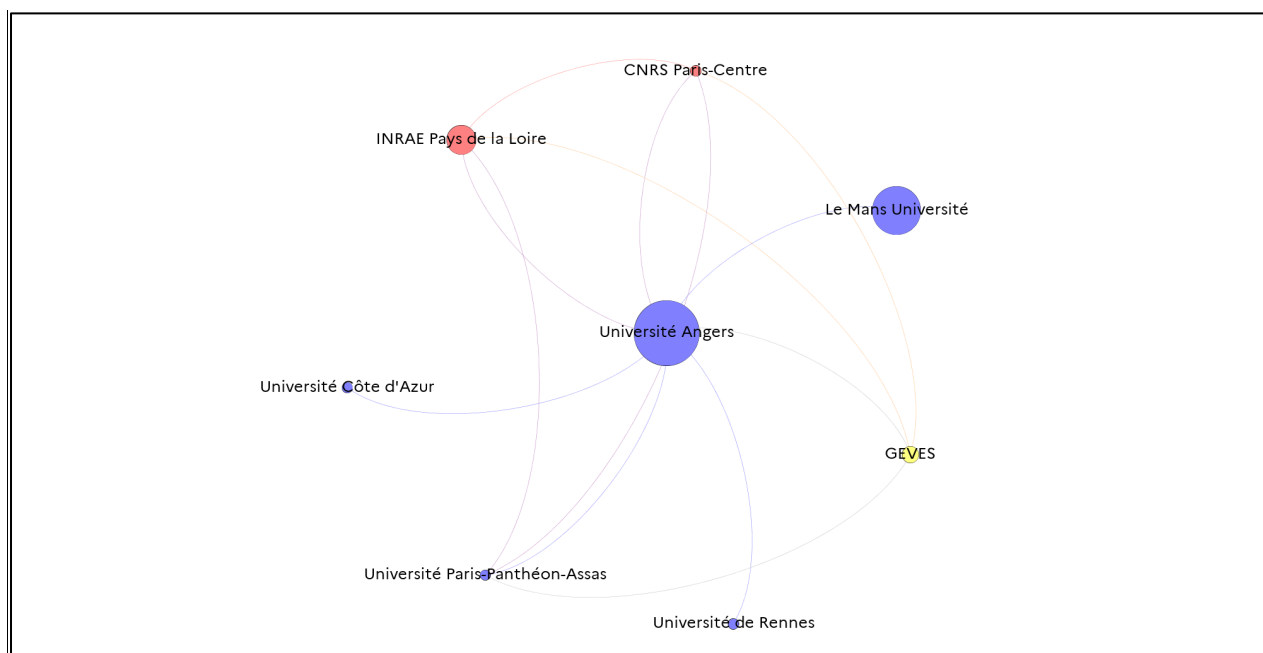 CNRS Paris-Centre
INRAE Pays de la Loire
Le Mans Université
Université Angers
Université Côte d'Azur
GEVES
Université Paris-Panthéon-Assas
Université de Rennes